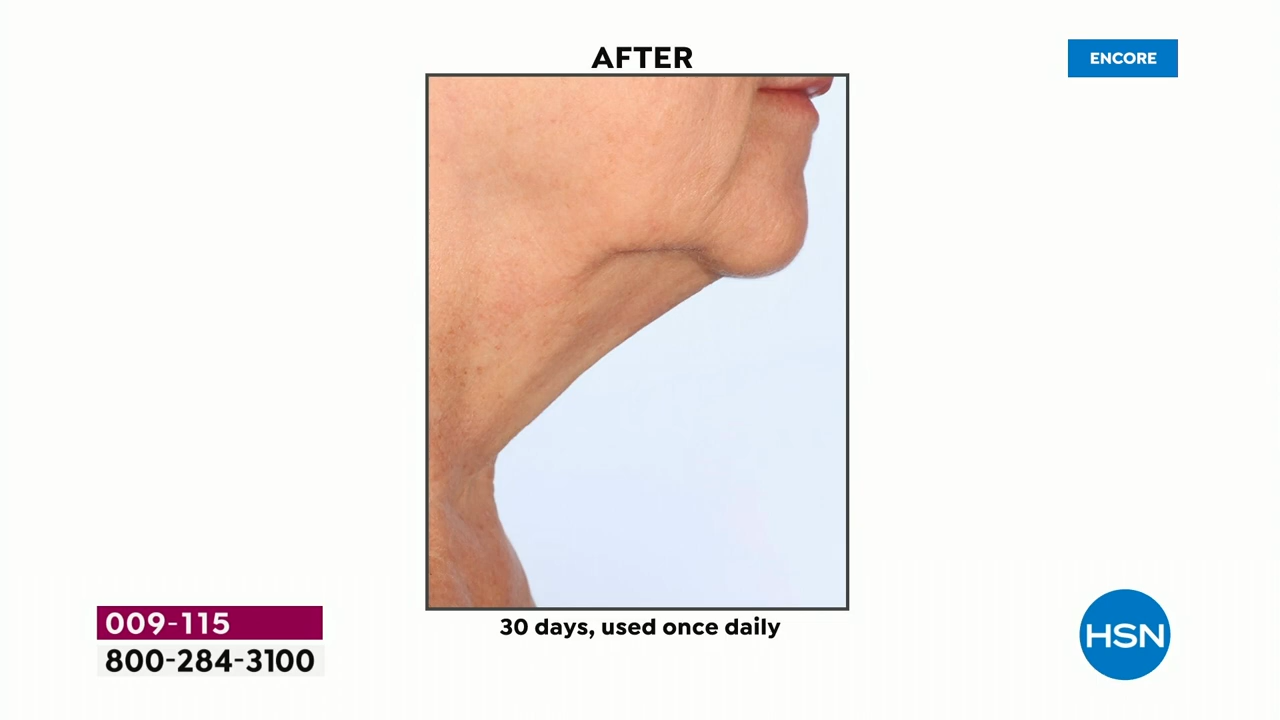 AFTER
ENCORE
30 days, used once daily
009-115
800-284-3100
HSN